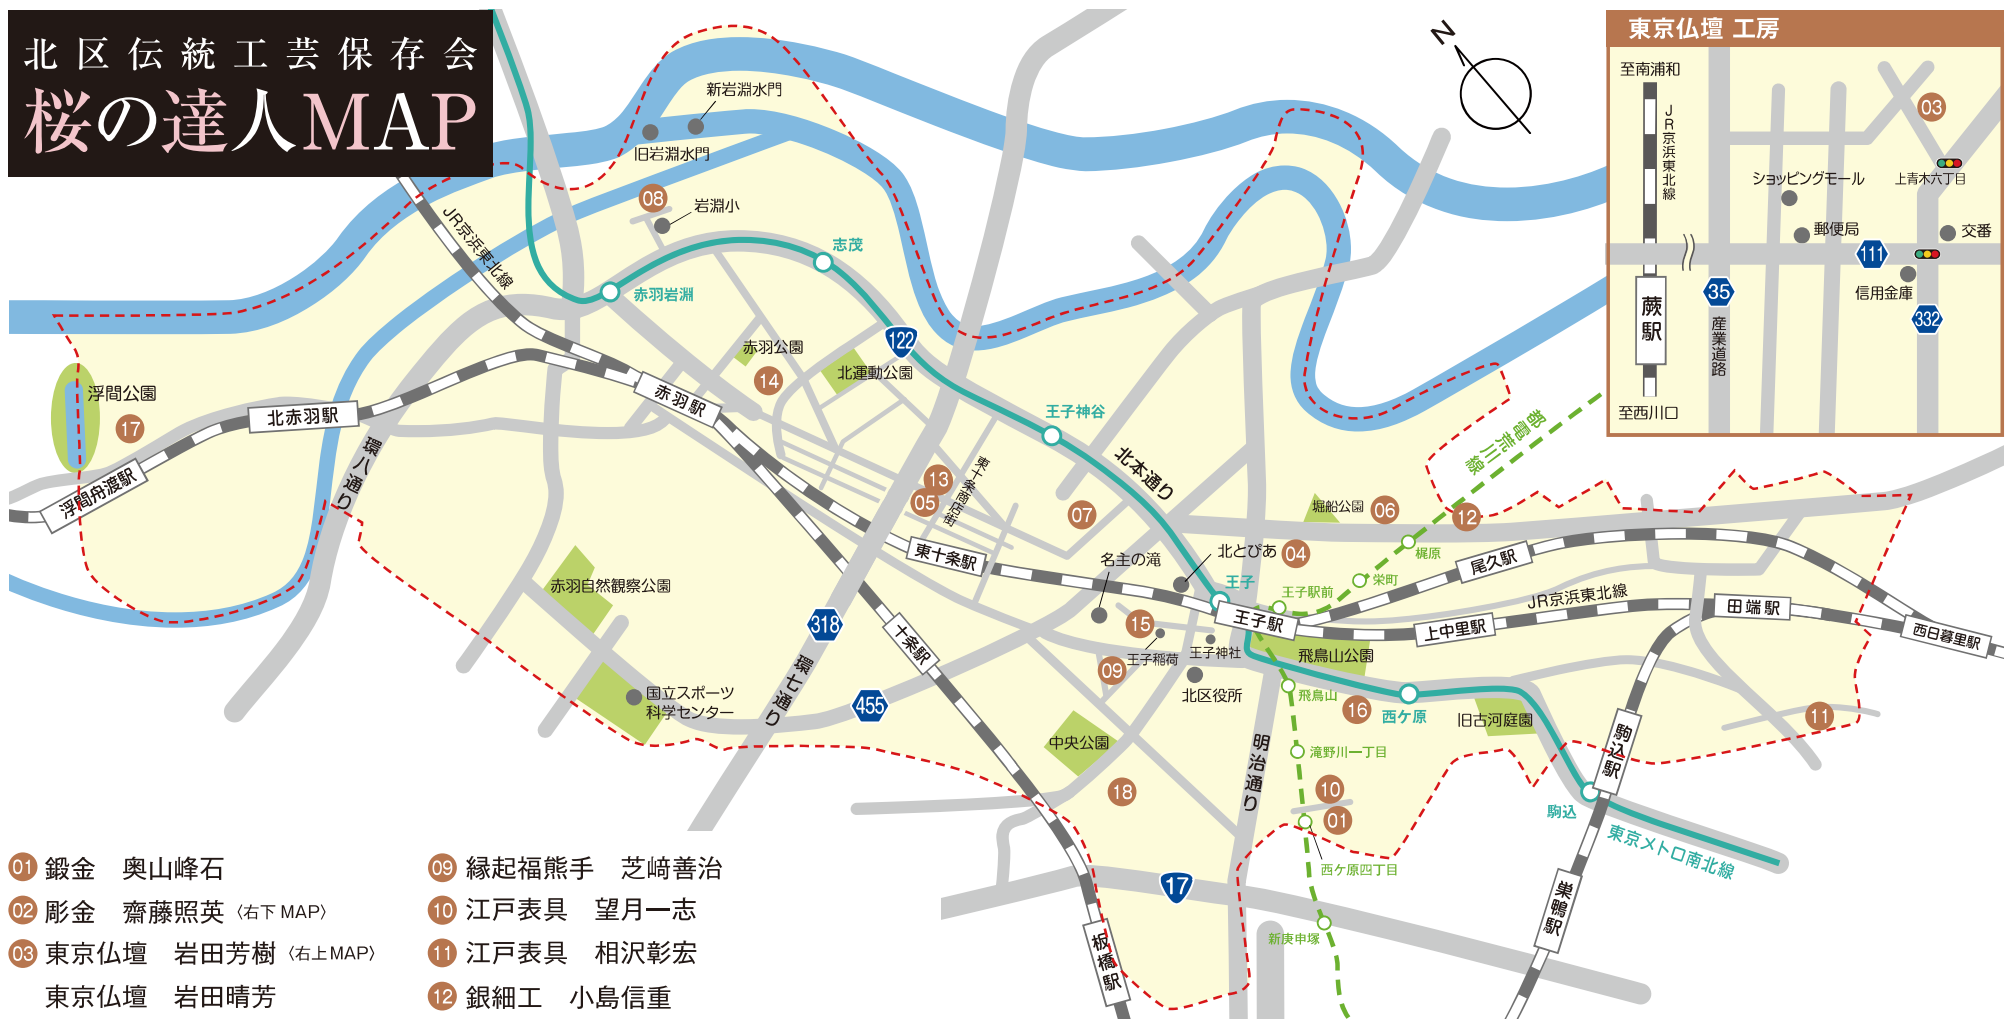 北区伝統工芸保存会
桜の達人MAP
N
新岩淵水門
旧岩淵水門
08
岩淵小
志茂
赤羽岩淵
JR京浜東北線
122
赤羽公園
14
北運動公園
浮間公園
17
北赤羽駅
赤羽駅
浮間舟渡駅
環八通り
王子神谷
北本通り
都電荒川線
13
05
東十条商店街
07
堀船公園
06
12
梶原
東十条駅
名主の滝
北とぴあ
04
王子
王子駅前
栄町
尾久駅
赤羽自然観察公園
318
十条駅
15
王子稲荷
王子神社
王子駅
JR京浜東北線
上中里駅
田端駅
西日暮里駅
飛鳥山公園
09
北区役所
飛鳥山
16
西ケ原
旧古河庭園
11
国立スポーツ
科学センター
環七通り
455
中央公園
明治通り
滝野川一丁目
駒込駅
駒込
18
10
01
西ケ原四丁目
東京メトロ南北線
17
新庚申塚
板橋駅
巣鴨駅
東京仏壇 工房
至南浦和
JR京浜東北線
03
ショッピングモール
上青木六丁目
郵便局
交番
111
信用金庫
35
332
蕨駅
産業道路
至西川口
01 鍛金 奥山峰石
02 彫金 齋藤照英〈右下 MAP〉
03 東京仏壇 岩田芳樹〈右上 MAP〉
東京仏壇 岩田晴芳
09 縁起福熊手 芝﨑善治
10 江戸表具 望月一志
11 江戸表具 相沢彰宏
12 銀細工 小島信重